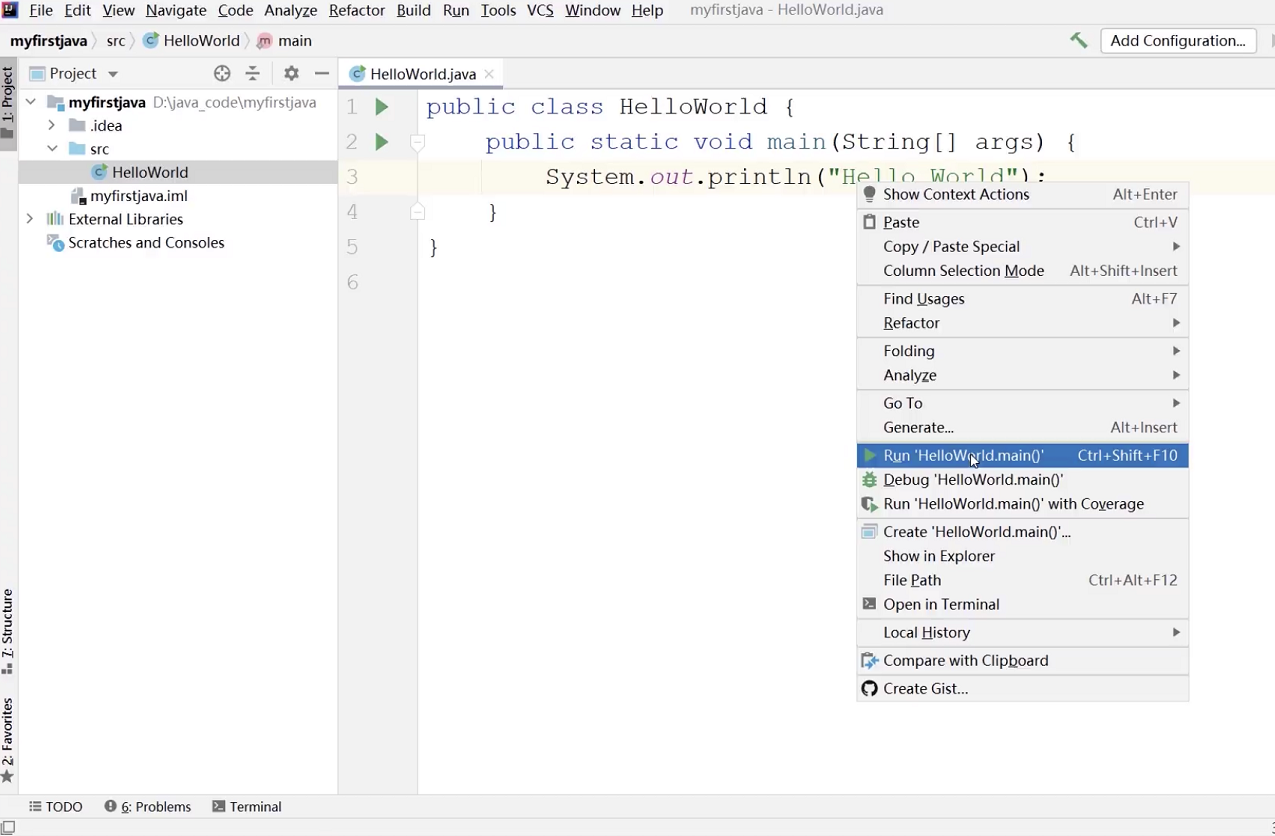 File Edit View Navigate Code Analyze Refactor Build Run Tools VCS Window Help myfirstjava - HelloWorld.java
myfirstjava src HelloWorld main Add Configuration...
1: Project
Project
HelloWorld.java
myfirstjava D:\java_code\myfirstjava
.idea
src
HelloWorld
myfirstjava.iml
External Libraries
Scratches and Consoles
1 public class HelloWorld {
2 public static void main(String[] args) {
3 System.out.println("Hello World");
4 }
5 }
6
Show Context Actions Alt+Enter
Paste Ctrl+V
Copy / Paste Special
Column Selection Mode Alt+Shift+Insert
Find Usages Alt+F7
Refactor
Folding
Analyze
Go To
Generate... Alt+Insert
Run 'HelloWorld.main()' Ctrl+Shift+F10
Debug 'HelloWorld.main()'
Run 'HelloWorld.main()' with Coverage
Create 'HelloWorld.main()'...
Show in Explorer
File Path Ctrl+Alt+F12
Open in Terminal
Local History
Compare with Clipboard
Create Gist...
7: Structure
2: Favorites
TODO 6: Problems Terminal